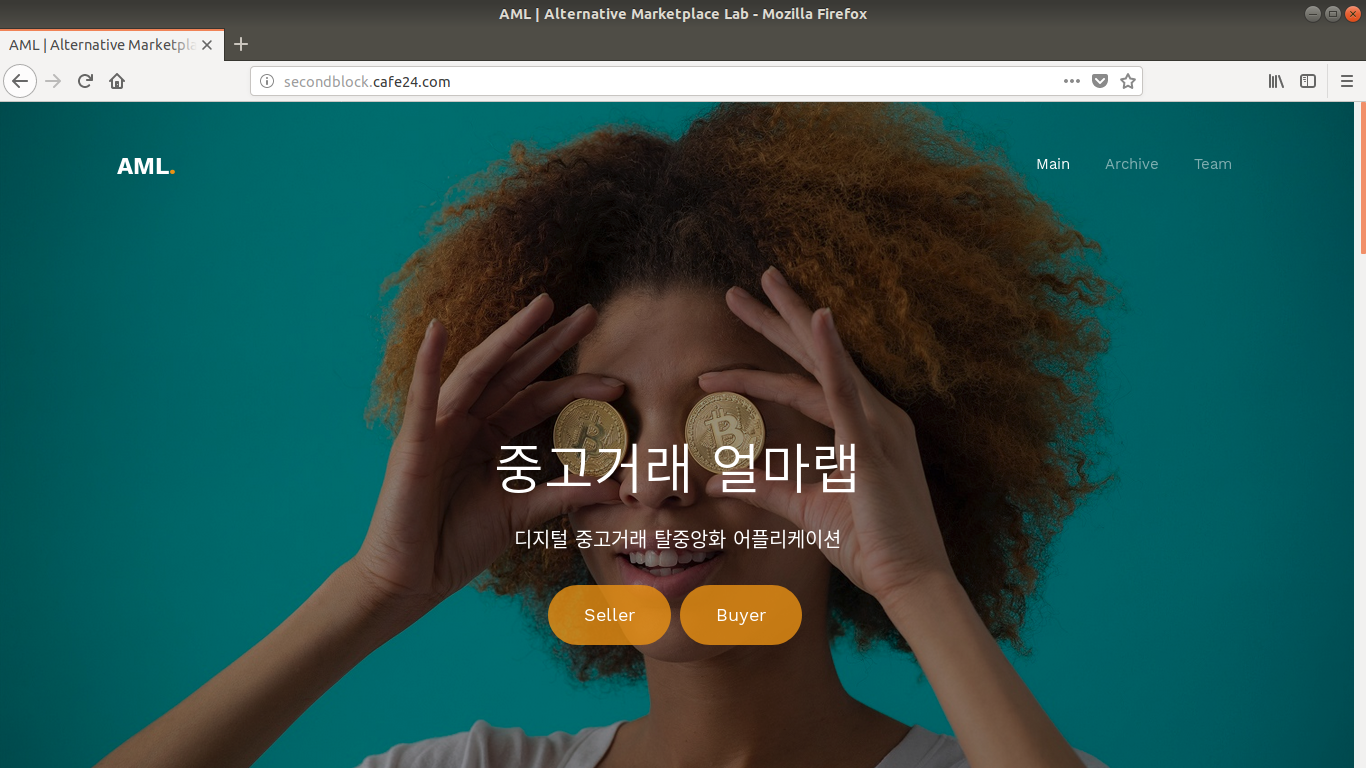 AML | Alternative Marketplace Lab - Mozilla Firefox
AML | Alternative Marketpla
secondblock.cafe24.com
AML.
Main Archive Team
중고거래 얼마랩
디지털 중고거래 탈중앙화 어플리케이션
Seller Buyer